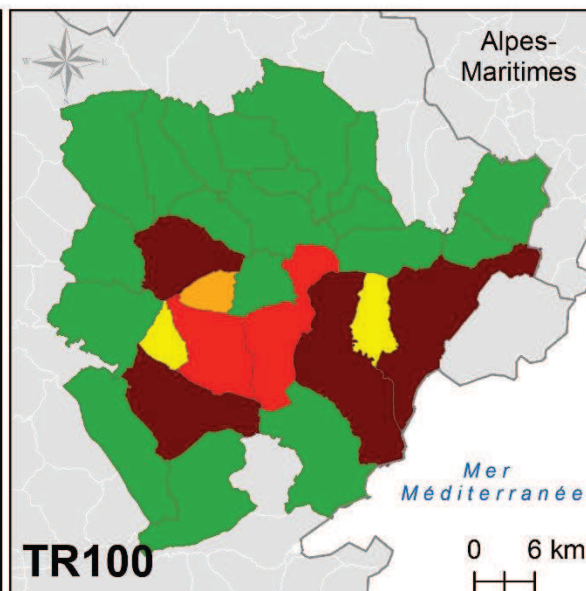 N
W E
S
Alpes-
Maritimes
Mer
Méditerranée
TR100
0 6 km